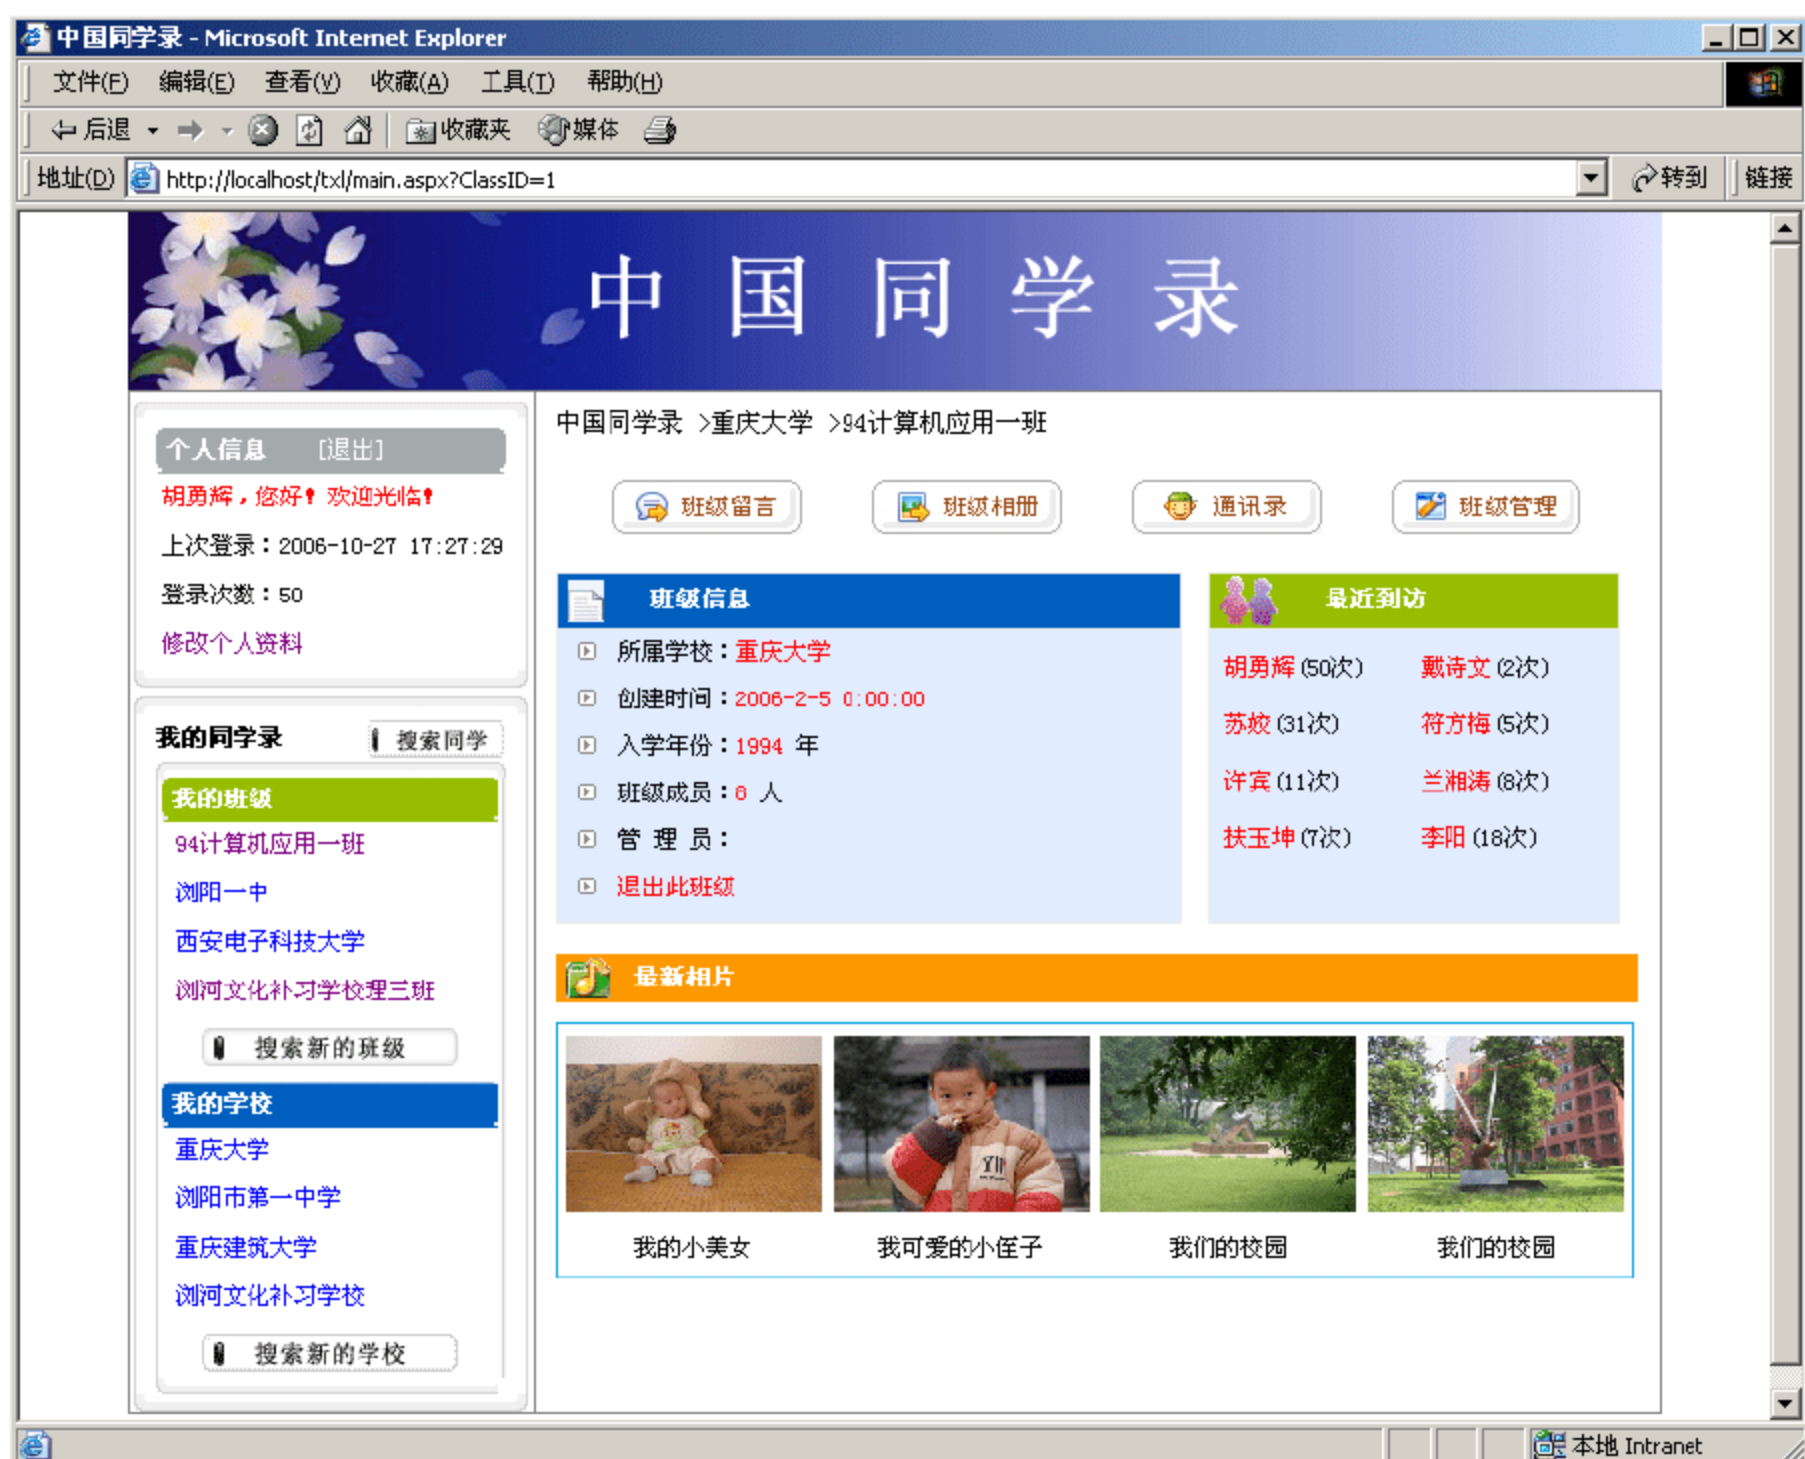 中国同学录 - Microsoft Internet Explorer
文件(F) 编辑(E) 查看(V) 收藏(A) 工具(T) 帮助(H)
后退 收藏夹 媒体
地址(D) http://localhost/txl/main.aspx?ClassID=1 转到 链接
中国同学录
个人信息 [退出]
胡勇辉，您好！欢迎光临！
上次登录：2006-10-27 17:27:29
登录次数：50
修改个人资料
我的同学录 搜索同学
我的班级
94计算机应用一班
浏阳一中
西安电子科技大学
浏河文化补习学校理三班
搜索新的班级
我的学校
重庆大学
浏阳市第一中学
重庆建筑大学
浏河文化补习学校
搜索新的学校
中国同学录 >重庆大学 >94计算机应用一班
班级留言 班级相册 通讯录 班级管理
班级信息
所属学校：重庆大学
创建时间：2006-2-5 0:00:00
入学年份：1994 年
班级成员：8 人
管 理 员：
退出此班级
最近到访
胡勇辉(50次) 戴诗文(2次)
苏姣(31次) 符方梅(5次)
许宾(11次) 兰湘涛(8次)
扶玉坤(7次) 李阳(18次)
最新相片
我的小美女 我可爱的小侄子 我们的校园 我们的校园
本地 Intranet